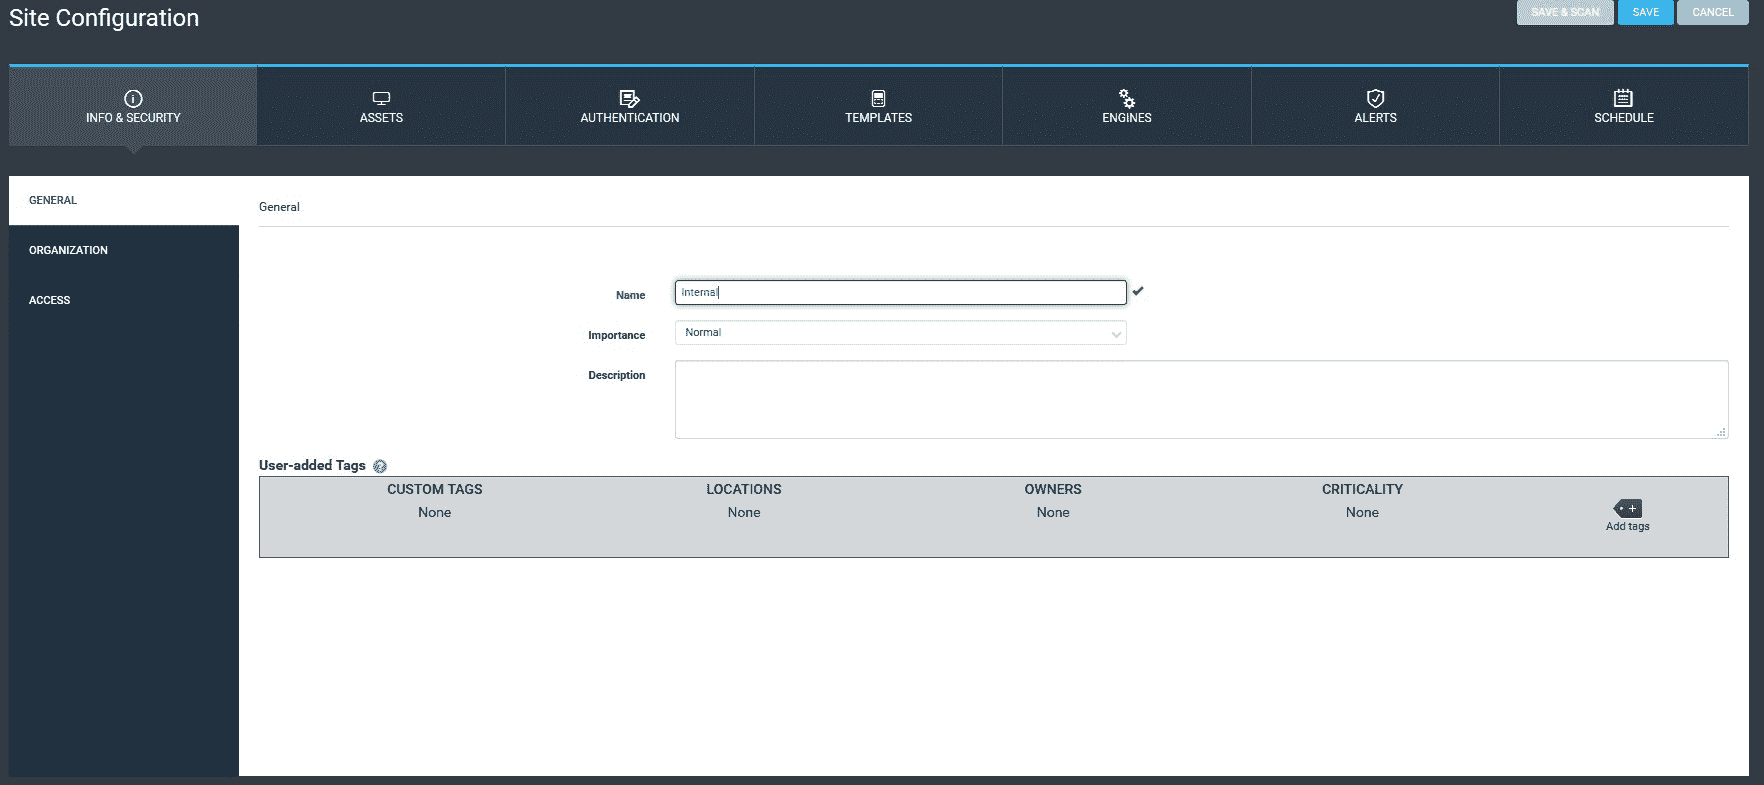 Site Configuration
SAVE & SCAN SAVE CANCEL
INFO & SECURITY ASSETS AUTHENTICATION TEMPLATES ENGINES ALERTS SCHEDULE
GENERAL
ORGANIZATION
ACCESS
General
Name Internal
Importance Normal
Description
User-added Tags ?
CUSTOM TAGS LOCATIONS OWNERS CRITICALITY
None None None None
Add tags